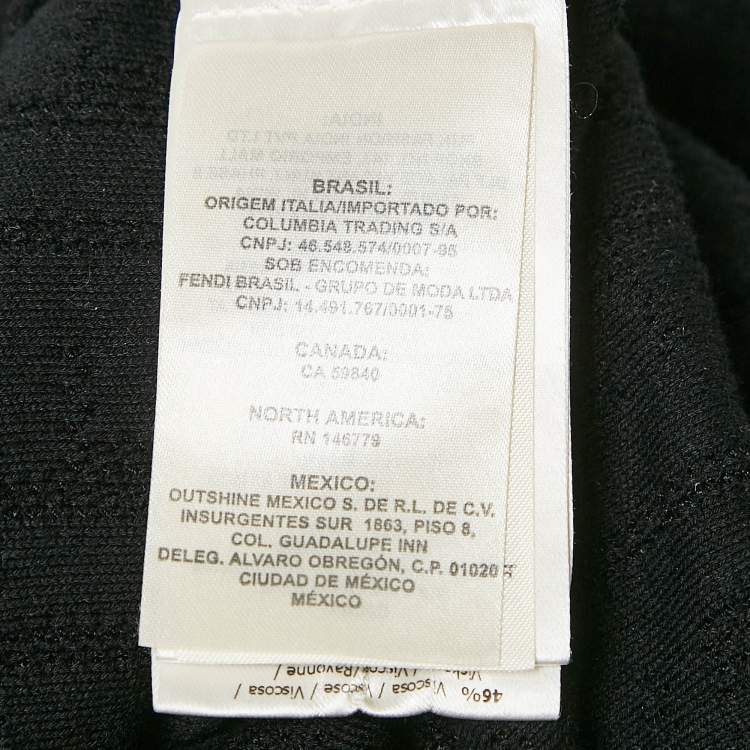 BRASIL:
ORIGEM ITALIA/IMPORTADO POR:
COLUMBIA TRADING S/A
CNPJ: 46.548.574/0007-95
SOB ENCOMENDA:
FENDI BRASIL - GRUPO DE MODA LTDA
CNPJ: 14.491.767/0001-75
CANADA:
CA 59840
NORTH AMERICA:
RN 146779
MEXICO:
OUTSHINE MEXICO S. DE R.L. DE C.V.
INSURGENTES SUR 1863, PISO 8,
COL. GUADALUPE INN
DELEG. ALVARO OBREGÓN, C.P. 01020
CIUDAD DE MÉXICO
MÉXICO
46% Viscosa / Viscose / Viscosa /